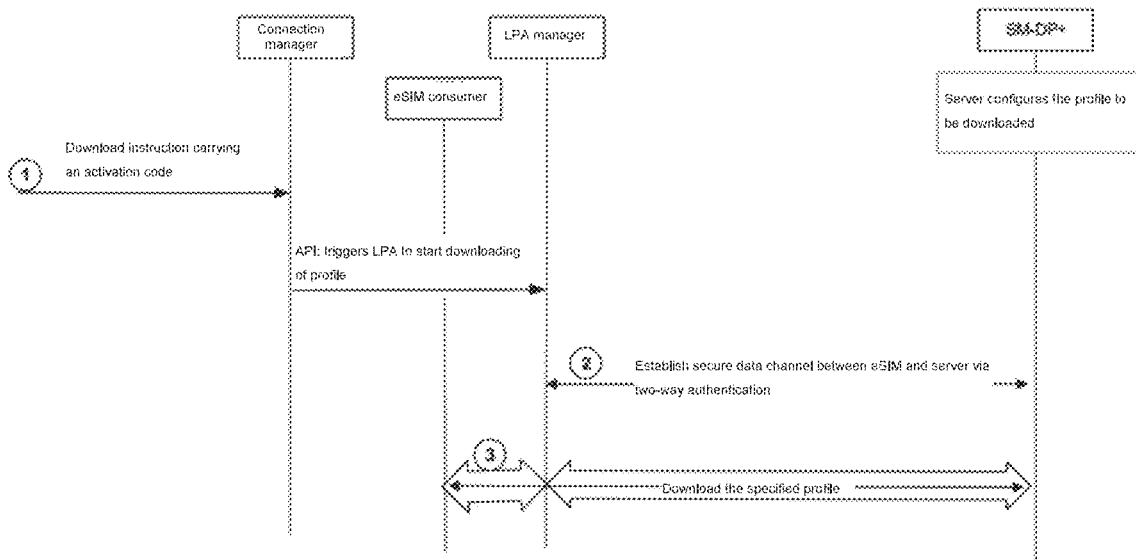 Connection
manager
LPA manager
SM-DP+
eSIM consumer
Server configures the profile to
be downloaded
Download instruction carrying
an activation code
1
API: triggers LPA to start downloading
of profile
2
Establish secure data channel between eSIM and server via
two-way authentication
3
Download the specified profile